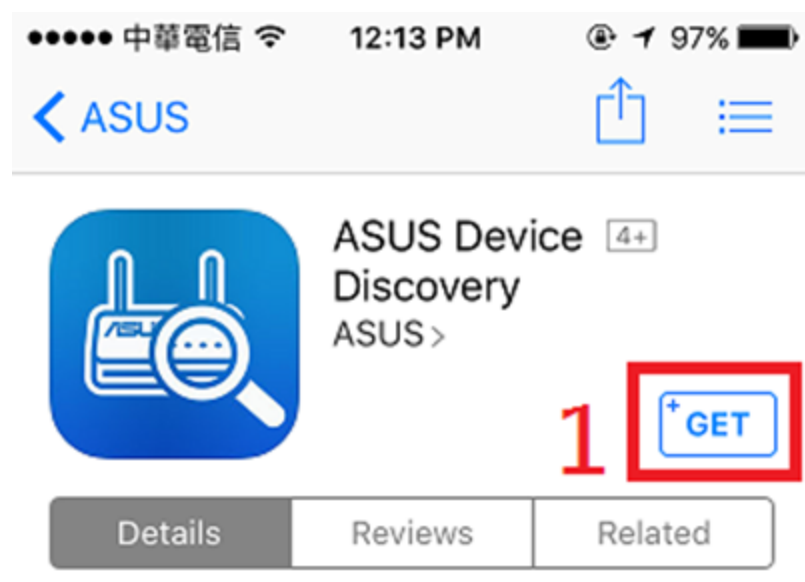 中華電信 12:13 PM 97%
ASUS
ASUS Device 4+
Discovery
ASUS >
1
+GET
Details Reviews Related